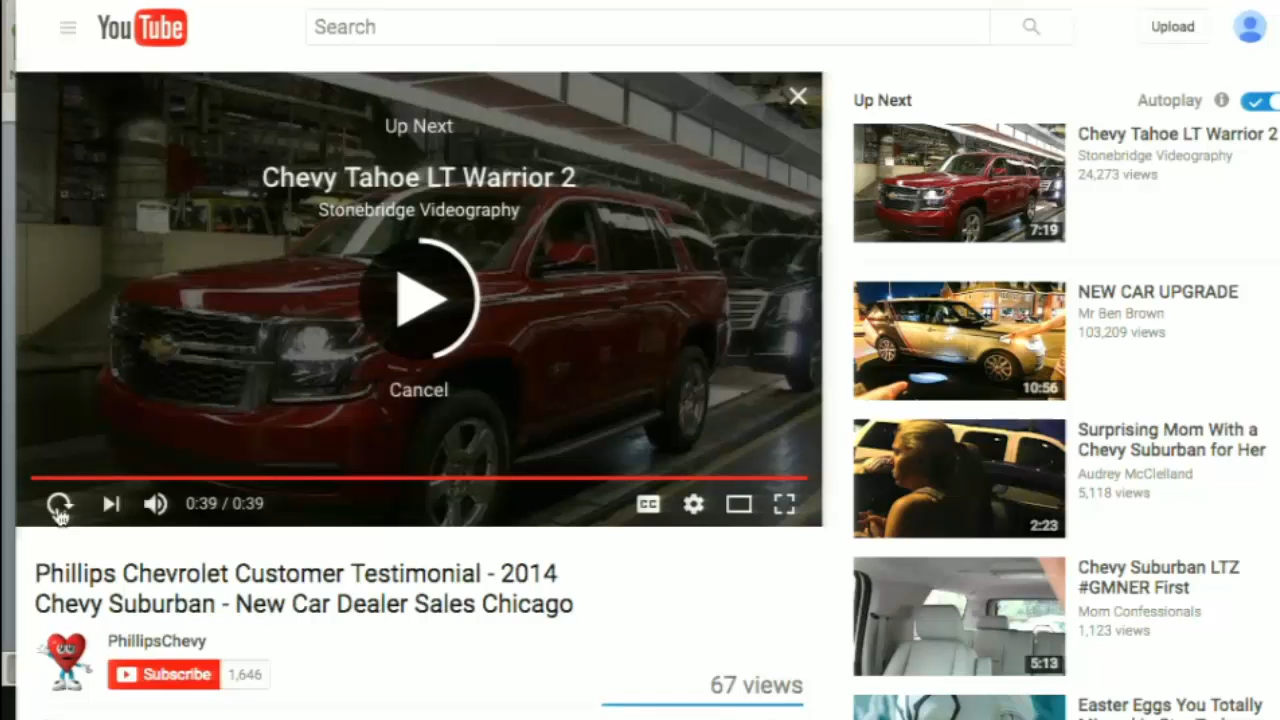 YouTube
Search
Upload
Up Next
Chevy Tahoe LT Warrior 2
Stonebridge Videography
Cancel
0:39 / 0:39
CC
Phillips Chevrolet Customer Testimonial - 2014
Chevy Suburban - New Car Dealer Sales Chicago
PhillipsChevy
Subscribe 1,646
67 views
Up Next
Autoplay
Chevy Tahoe LT Warrior 2
Stonebridge Videography
24,273 views
7:19
NEW CAR UPGRADE
Mr Ben Brown
103,209 views
10:56
Surprising Mom With a
Chevy Suburban for Her
Audrey McClelland
5,118 views
2:23
Chevy Suburban LTZ
#GMNER First
Mom Confessionals
1,123 views
5:13
Easter Eggs You Totally